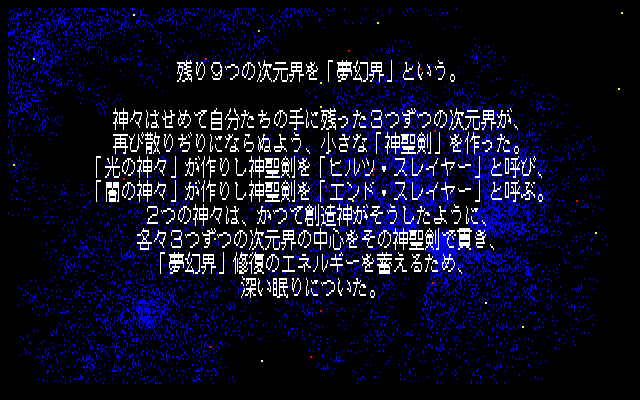 残り９つの次元界を「夢幻界」という。
神々はせめて自分たちの手に残った３つずつの次元界が、
再び散りぢりにならぬよう、小さな「神聖剣」を作った。
「光の神々」が作りし神聖剣を「ヒルツ・スレイヤー」と呼び、
「闇の神々」が作りし神聖剣を「エンド・スレイヤー」と呼ぶ。
２つの神々は、かつて創造神がそうしたように、
各々３つずつの次元界の中心をその神聖剣で貫き、
「夢幻界」修復のエネルギーを蓄えるため、
深い眠りについた。